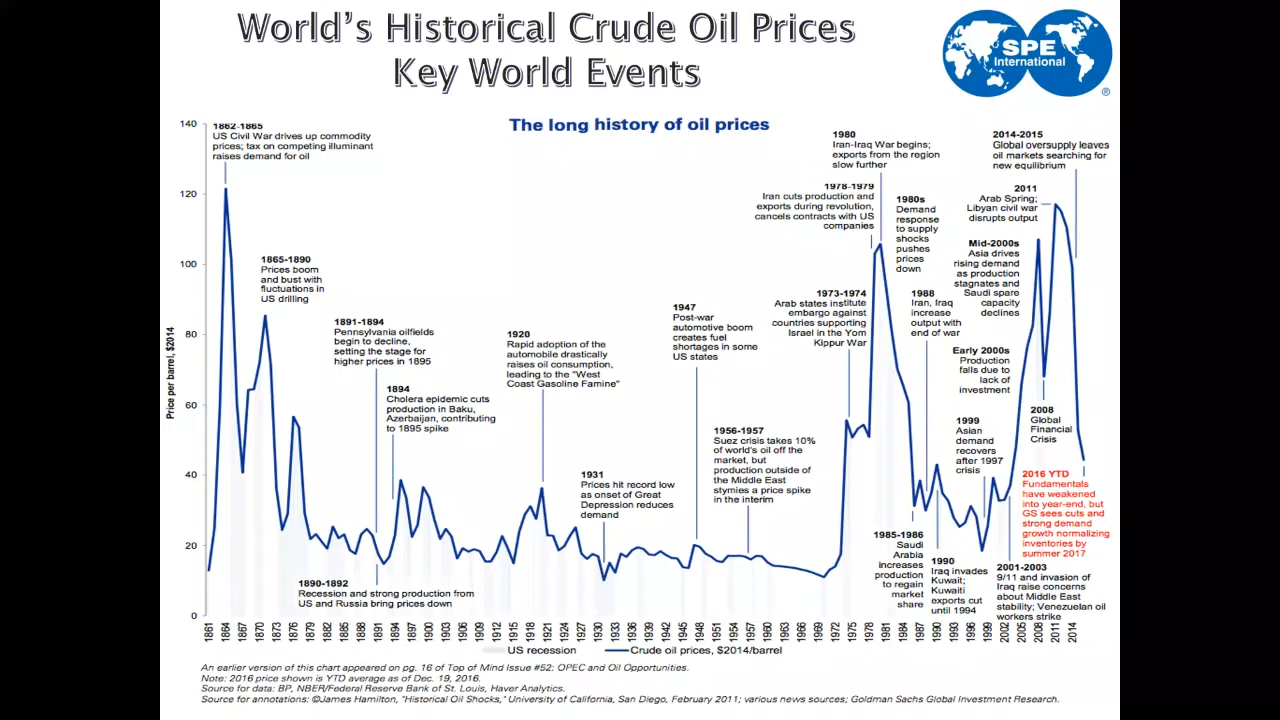 World's Historical Crude Oil Prices
Key World Events
SPE
International
®
The long history of oil prices
Price per barrel, $2014
140
120
100
80
60
40
20
0
1862-1865
US Civil War drives up commodity
prices; tax on competing illuminant
raises demand for oil
1865-1890
Prices boom
and bust with
fluctuations in
US drilling
1891-1894
Pennsylvania oilfields
begin to decline,
setting the stage for
higher prices in 1895
1894
Cholera epidemic cuts
production in Baku,
Azerbaijan, contributing
to 1895 spike
1890-1892
Recession and strong production from
US and Russia bring prices down
1920
Rapid adoption of the
automobile drastically
raises oil consumption,
leading to the "West
Coast Gasoline Famine"
1931
Prices hit record low
as onset of Great
Depression reduces
demand
1947
Post-war
automotive boom
creates fuel
shortages in some
US states
1956-1957
Suez crisis takes 10%
of world's oil off the
market, but
production outside of
the Middle East
stymies a price spike
in the interim
1973-1974
Arab states institute
embargo against
countries supporting
Israel in the Yom
Kippur War
1978-1979
Iran cuts production and
exports during revolution,
cancels contracts with US
companies
1980
Iran-Iraq War begins;
exports from the region
slow further
1980s
Demand
response
to supply
shocks
pushes
prices
down
1985-1986
Saudi
Arabia
increases
production
to regain
market
share
1988
Iran, Iraq
increase
output with
end of war
1990
Iraq invades
Kuwait;
Kuwaiti
exports cut
until 1994
1999
Asian
demand
recovers
after 1997
crisis
Early 2000s
Production
falls due to
lack of
investment
2001-2003
9/11 and invasion of
Iraq raise concerns
about Middle East
stability; Venezuelan oil
workers strike
Mid-2000s
Asia drives
rising demand
as production
stagnates and
Saudi spare
capacity
declines
2008
Global
Financial
Crisis
2011
Arab Spring;
Libyan civil war
disrupts output
2014-2015
Global oversupply leaves
oil markets searching for
new equilibrium
2016 YTD
Fundamentals
have weakened
into year-end, but
GS sees cuts and
strong demand
growth normalizing
inventories by
summer 2017
1861
1864
1867
1870
1873
1876
1879
1882
1885
1888
1891
1894
1897
1900
1903
1906
1909
1912
1915
1918
1921
1924
1927
1930
1933
1936
1939
1942
1945
1948
1951
1954
1957
1960
1963
1966
1969
1972
1975
1978
1981
1984
1987
1990
1993
1996
1999
2002
2005
2008
2011
2014
US recession
Crude oil prices, $2014/barrel
An earlier version of this chart appeared on pg. 16 of Top of Mind Issue #52: OPEC and Oil Opportunities.
Note: 2016 price shown is YTD average as of Dec. 19, 2016.
Source for data: BP, NBER/Federal Reserve Bank of St. Louis, Haver Analytics.
Source for annotations: ©James Hamilton, "Historical Oil Shocks," University of California, San Diego, February 2011; various news sources; Goldman Sachs Global Investment Research.